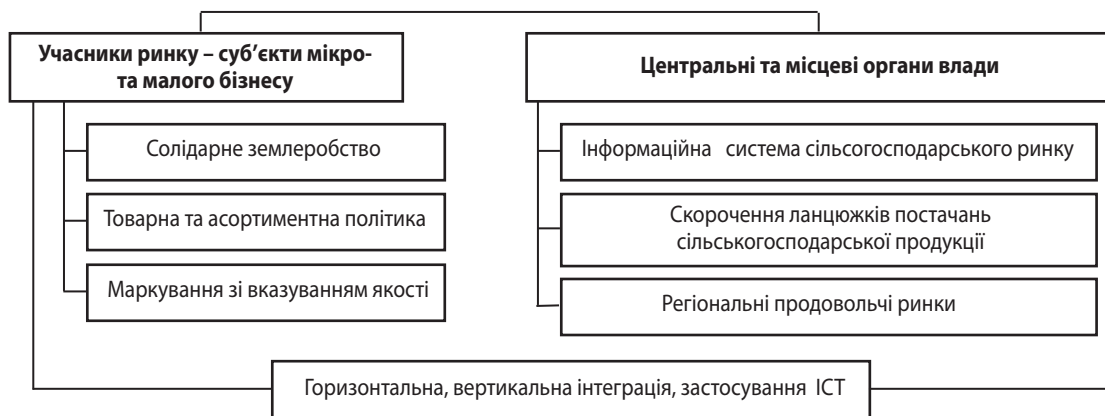 Учасники ринку – суб’єкти мікро-
та малого бізнесу
Солідарне землеробство
Товарна та асортиментна політика
Маркування зі вказуванням якості
Центральні та місцеві органи влади
Інформаційна система сільсогосподарського ринку
Скорочення ланцюжків постачань
сільськогосподарської продукції
Регіональні продовольчі ринки
Горизонтальна, вертикальна інтеграція, застосування ІСТ